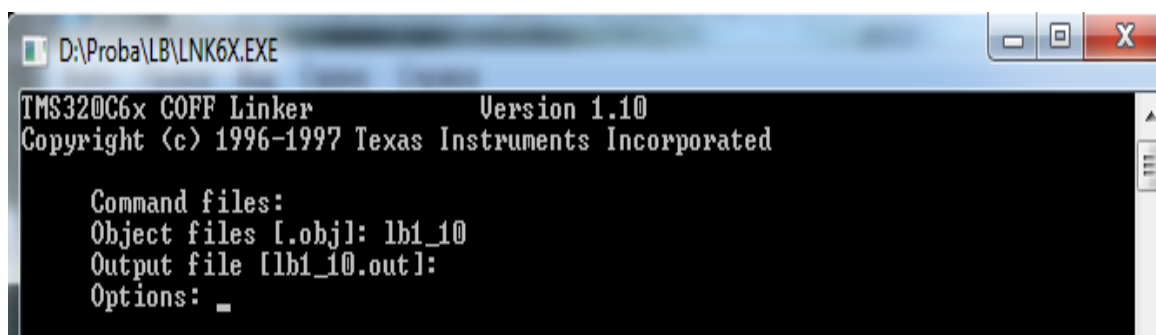 D:\Proba\LB\LNK6X.EXE
TMS320C6x COFF Linker Version 1.10
Copyright (c) 1996-1997 Texas Instruments Incorporated
Command files:
Object files [.obj]: lb1_10
Output file [lb1_10.out]:
Options: _